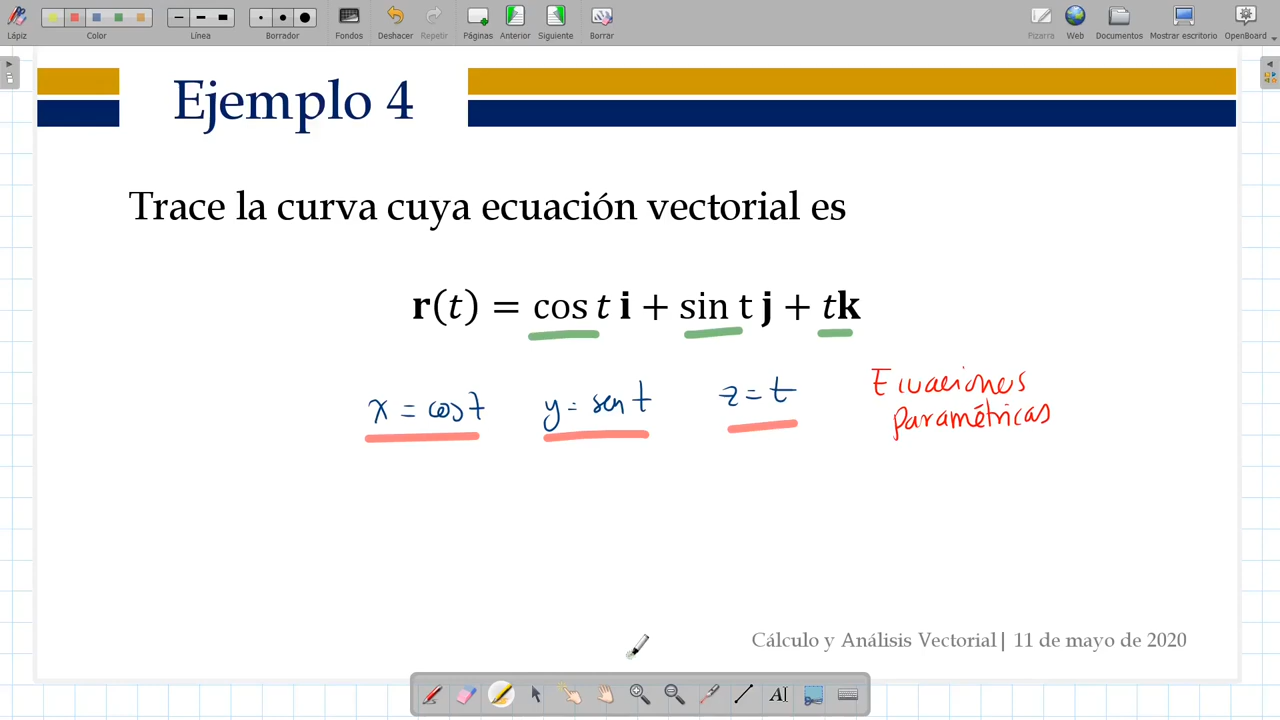 Lápiz Color Línea Borrador Fondos Deshacer Repetir Páginas Anterior Siguiente Borrar Pizarra Web Documentos Mostrar escritorio OpenBoard
Ejemplo 4
Trace la curva cuya ecuación vectorial es
r(t) = cos t i + sin t j + tk
x = cos t y = sen t z = t
Ecuaciones
paramétricas
Cálculo y Análisis Vectorial| 11 de mayo de 2020
AI